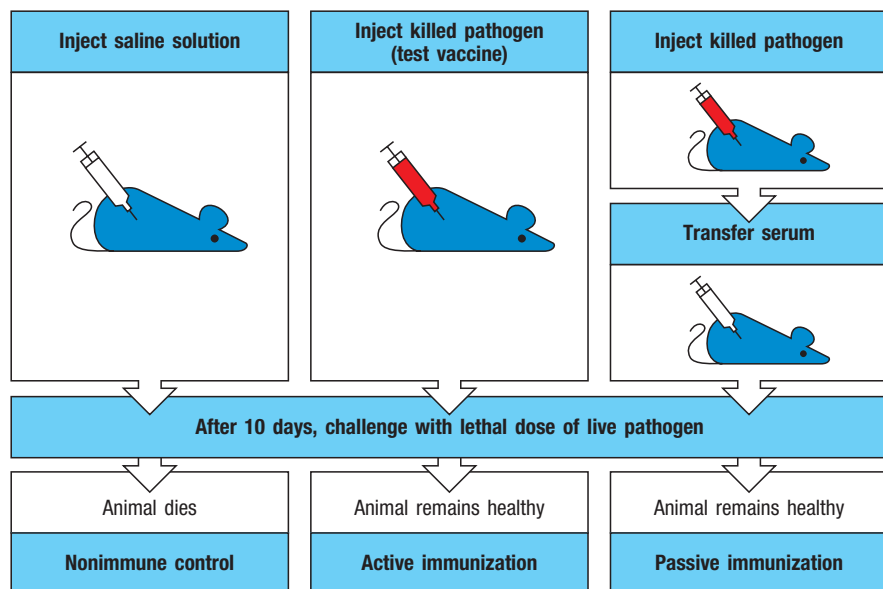 Inject saline solution
Inject killed pathogen
(test vaccine)
Inject killed pathogen
Transfer serum
After 10 days, challenge with lethal dose of live pathogen
Animal dies
Animal remains healthy
Animal remains healthy
Nonimmune control
Active immunization
Passive immunization